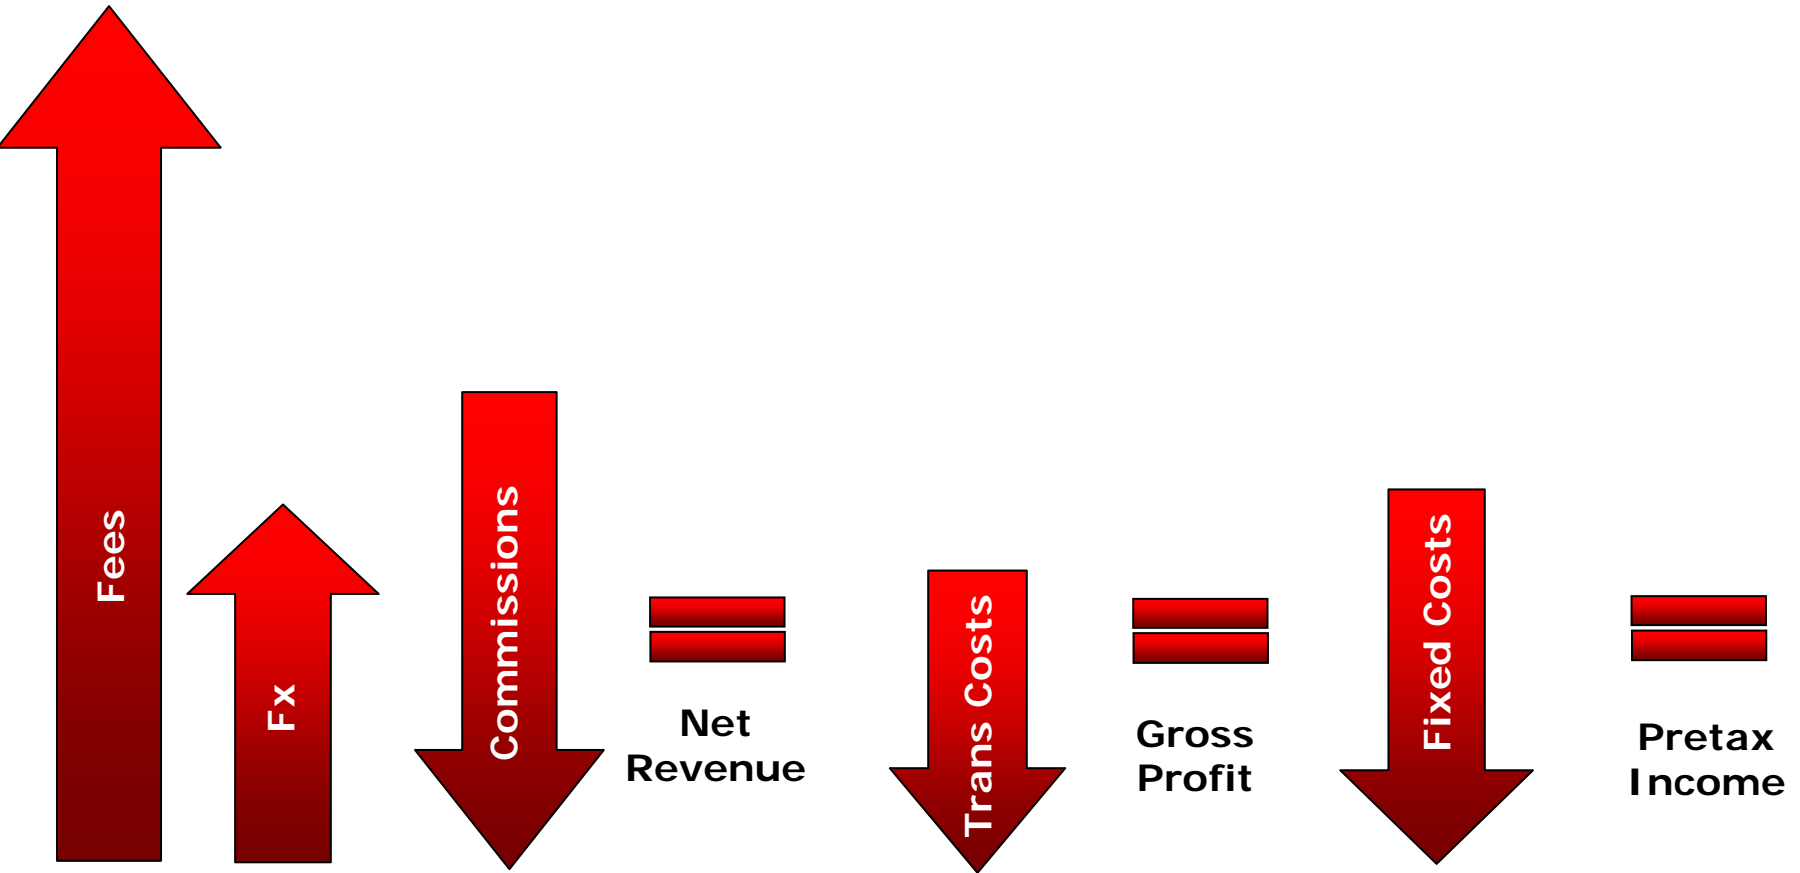 Fees
Fx
Commissions
Net
Revenue
Trans Costs
Gross
Profit
Fixed Costs
Pretax
Income